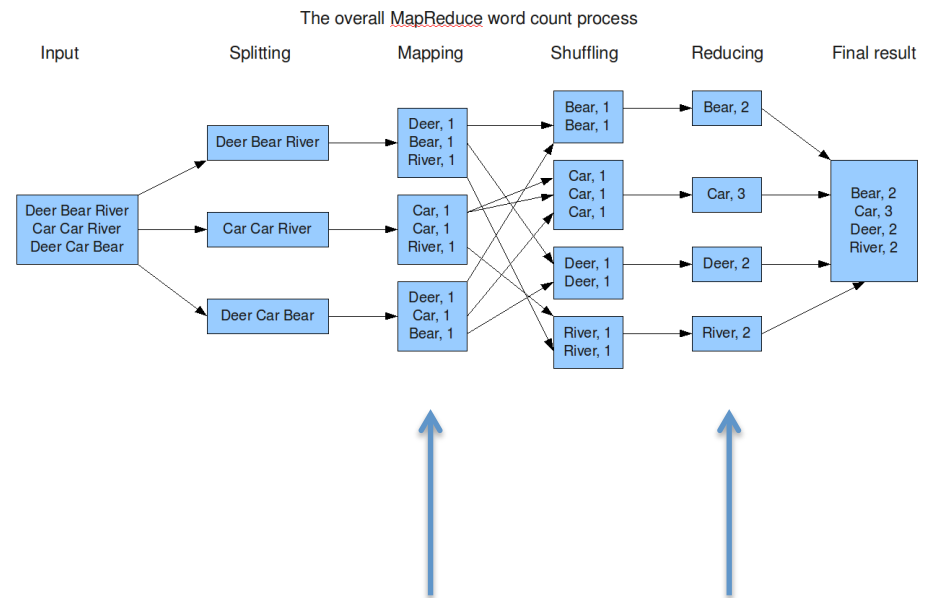 The overall MapReduce word count process
Input
Splitting
Mapping
Shuffling
Reducing
Final result
Deer Bear River
Car Car River
Deer Car Bear
Deer Bear River
Car Car River
Deer Car Bear
Deer, 1
Bear, 1
River, 1
Car, 1
Car, 1
River, 1
Deer, 1
Car, 1
Bear, 1
Bear, 1
Bear, 1
Car, 1
Car, 1
Car, 1
Deer, 1
Deer, 1
River, 1
River, 1
Bear, 2
Car, 3
Deer, 2
River, 2
Bear, 2
Car, 3
Deer, 2
River, 2